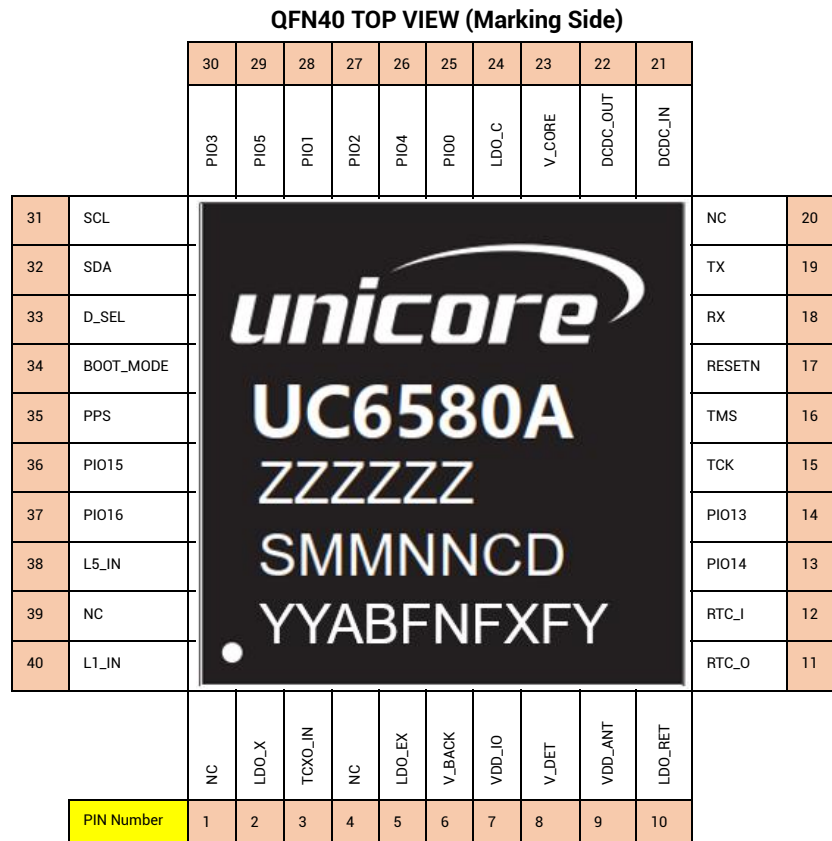 QFN40 TOP VIEW (Marking Side)
30 29 28 27 26 25 24 23 22 21
PIO3 PIO5 PIO1 PIO2 PIO4 PIO0 LDO_C V_CORE DCDC_OUT DCDC_IN
31 SCL NC 20
32 SDA TX 19
unicore
33 D_SEL RX 18
34 BOOT_MODE RESETN 17
UC6580A
35 PPS TMS 16
36 PIO15 TCK 15
ZZZZZZ
37 PIO16 PIO13 14
38 L5_IN PIO14 13
SMMNNCD
39 NC RTC_I 12
YYABFNFXFY
40 L1_IN RTC_O 11
NC LDO_X TCXO_IN NC LDO_EX V_BACK VDD_IO V_DET VDD_ANT LDO_RET
PIN Number 1 2 3 4 5 6 7 8 9 10